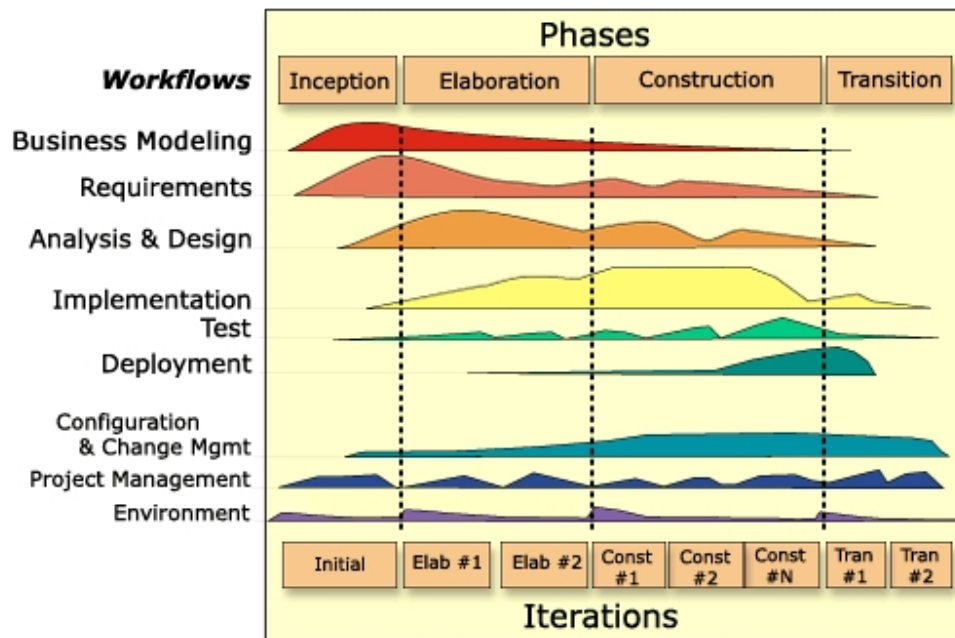 Phases
Workflows
Inception
Elaboration
Construction
Transition
Business Modeling
Requirements
Analysis & Design
Implementation
Test
Deployment
Configuration
& Change Mgmt
Project Management
Environment
Initial
Elab #1
Elab #2
Const
#1
Const
#2
Const
#N
Tran
#1
Tran
#2
Iterations